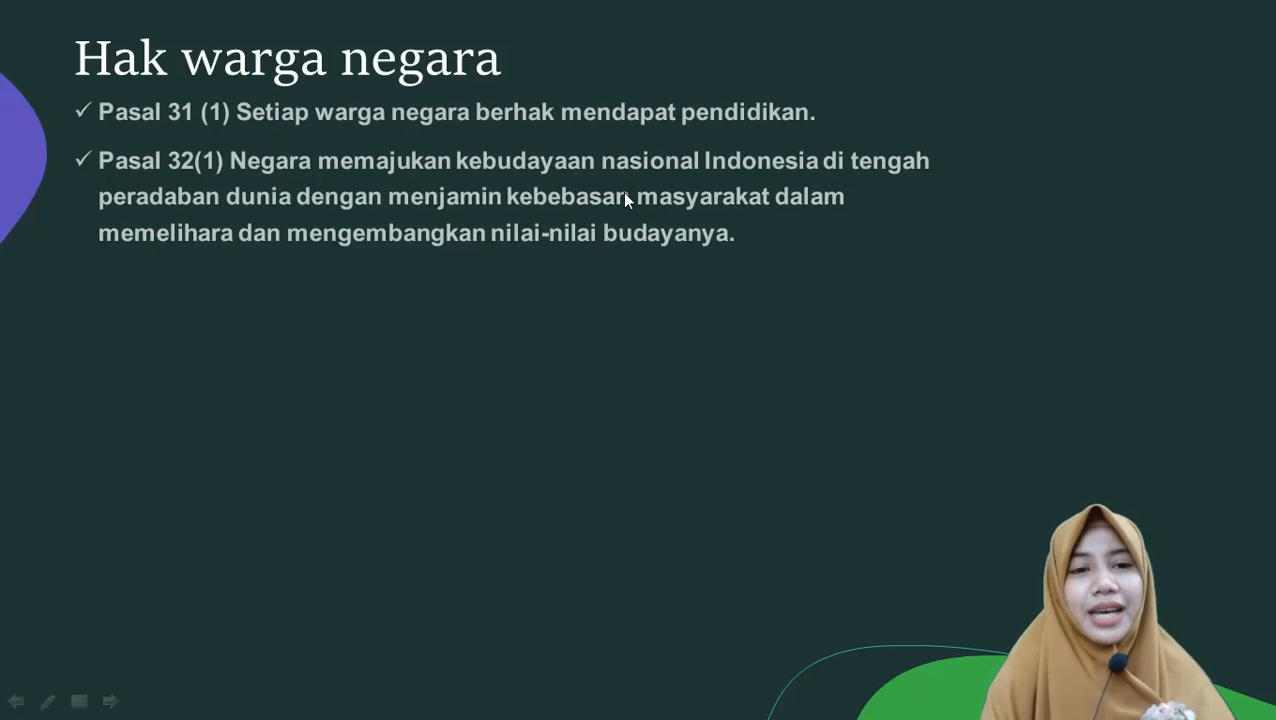 Hak warga negara
✓ Pasal 31 (1) Setiap warga negara berhak mendapat pendidikan.
✓ Pasal 32(1) Negara memajukan kebudayaan nasional Indonesia di tengah
peradaban dunia dengan menjamin kebebasan masyarakat dalam
memelihara dan mengembangkan nilai-nilai budayanya.